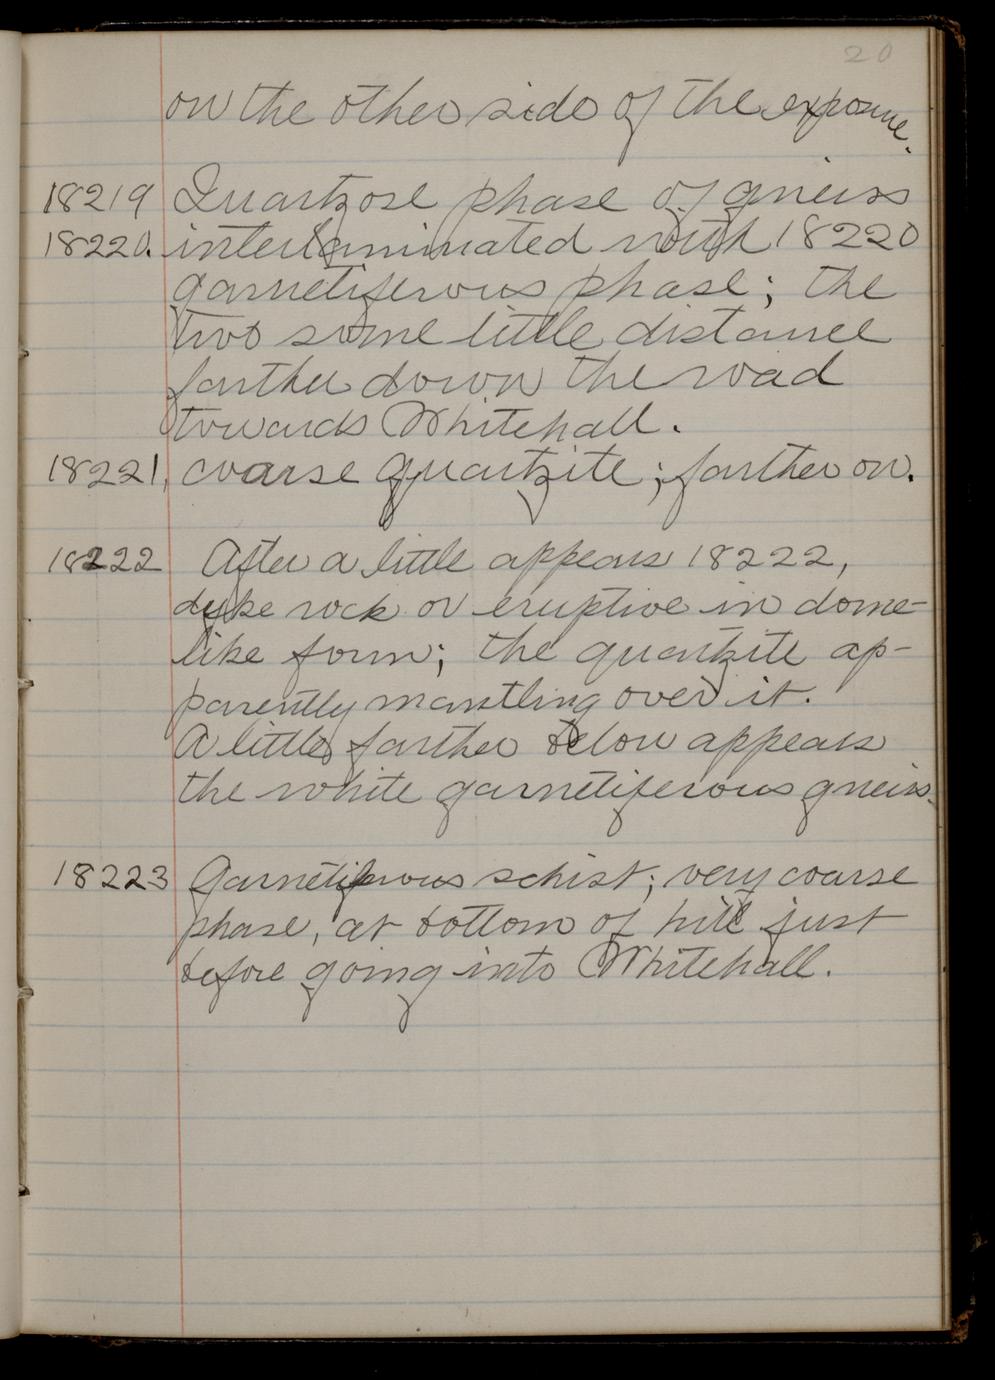 20
on the other side of the exposure.
18219 Quartzose phase of gneiss
18220. interlaminated with 18220
garnetiferous phase; the
two some little distance
farther down the road
towards Whitehall.
18221, coarse quartzite; farther on.
18222 After a little appears 18222,
dyke rock or eruptive in dome-
like form; the quartzite ap-
parently mantling over it.
A little farther below appears
the white garnetiferous gneiss.
18223 Garnetiferous schist; very coarse
phase, at bottom of hill just
before going into Whitehall.